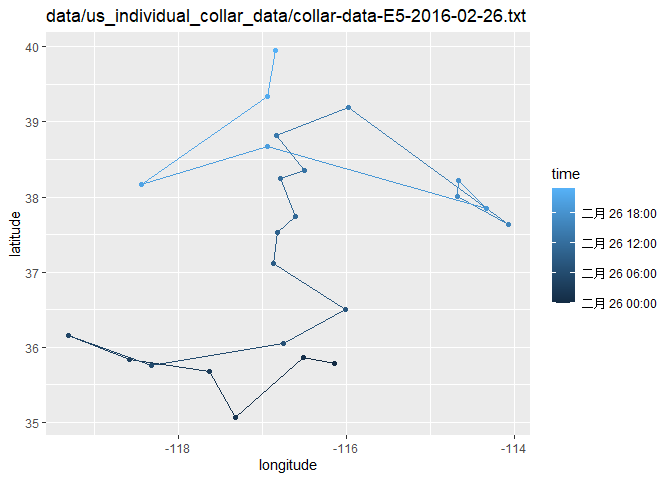 data/us_individual_collar_data/collar-data-E5-2016-02-26.txt
40
39
38
37
36
35
latitude
-118
-116
-114
longitude
time
二月 26 18:00
二月 26 12:00
二月 26 06:00
二月 26 00:00